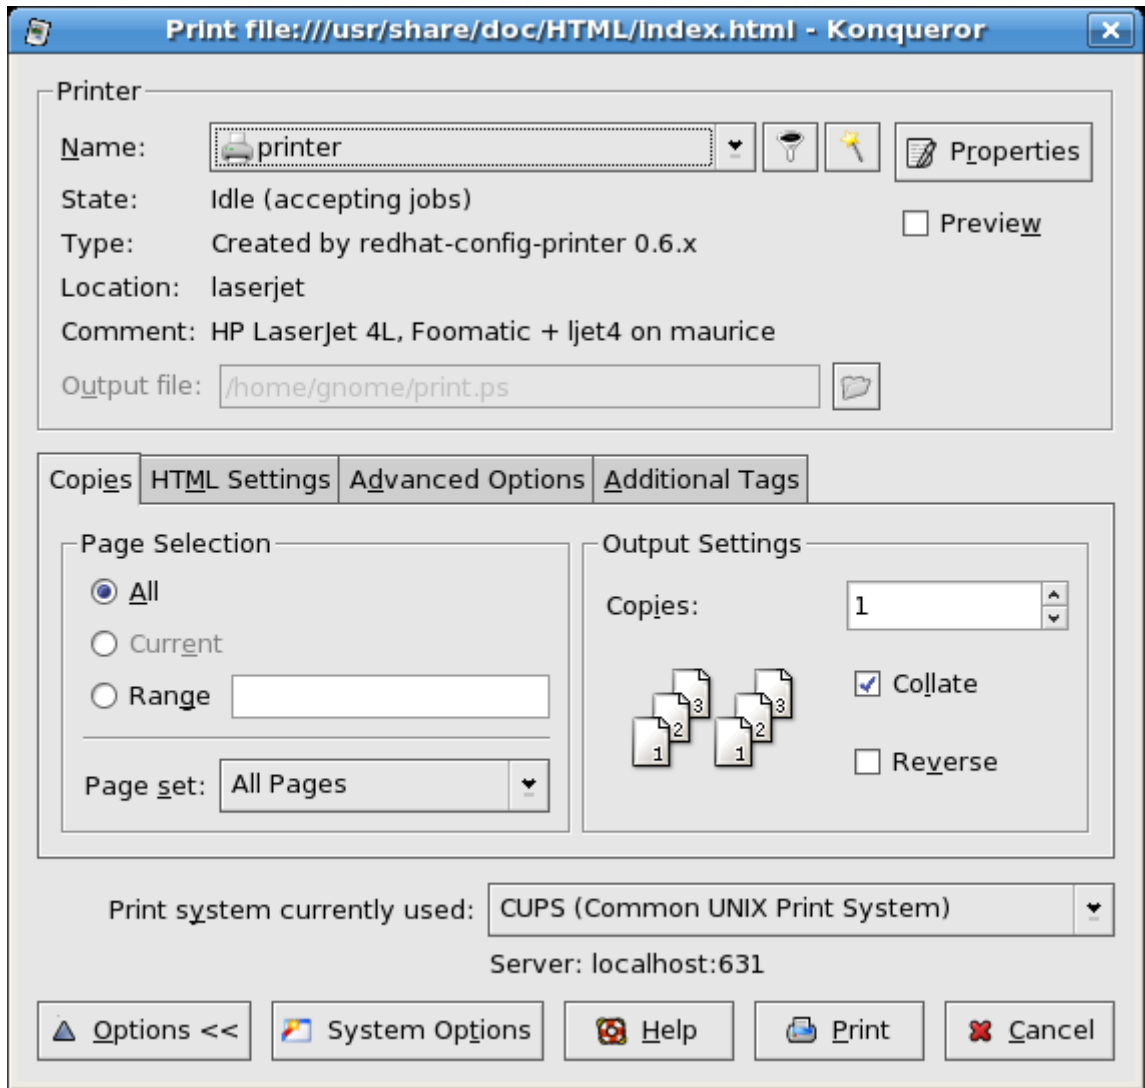 Print file:///usr/share/doc/HTML/index.html - Konqueror
Printer
Name: printer
Properties
State: Idle (accepting jobs)
Preview
Type: Created by redhat-config-printer 0.6.x
Location: laserjet
Comment: HP LaserJet 4L, Foomatic + ljet4 on maurice
Output file: /home/gnome/print.ps
Copies HTML Settings Advanced Options Additional Tags
Page Selection
All
Current
Range
Page set: All Pages
Output Settings
Copies: 1
1 2 3 1 2 3
Collate
Reverse
Print system currently used: CUPS (Common UNIX Print System)
Server: localhost:631
Options << System Options Help Print Cancel